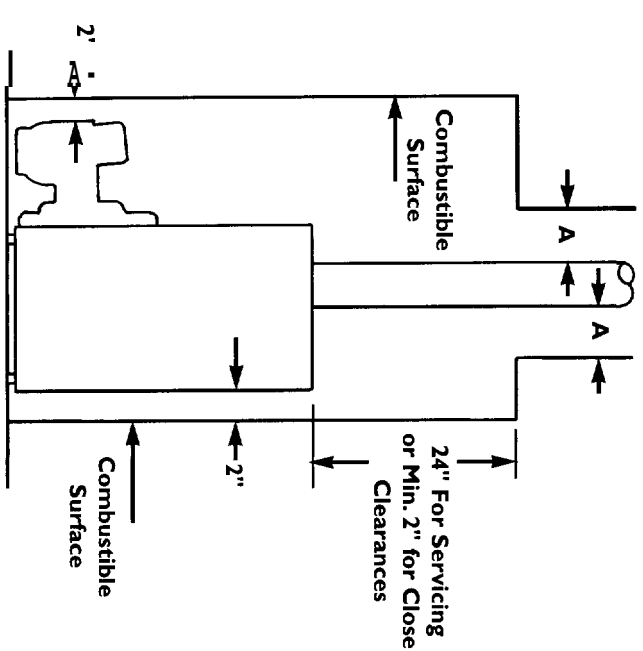 A
A
Combustible
Surface
24" For Servicing
or Min. 2" for Close
Clearances
2"
2'
Combustible
Surface